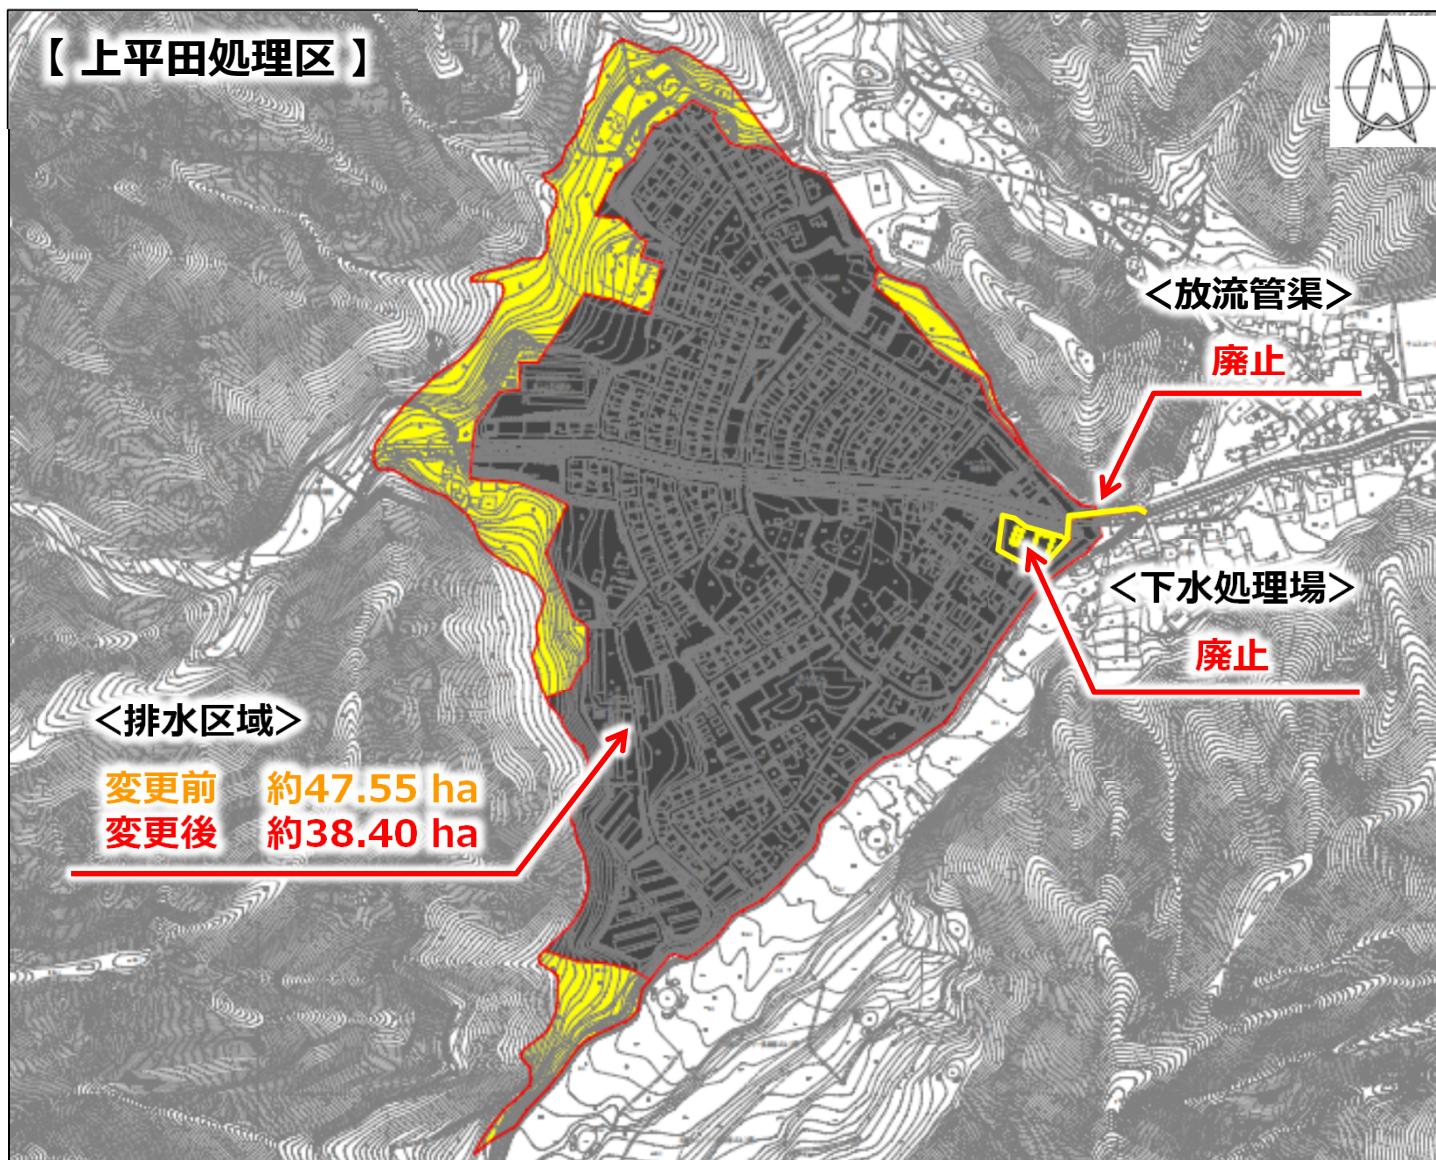 【 上平田処理区 】
N
＜放流管渠＞
廃止
＜下水処理場＞
廃止
＜排水区域＞
変更前 約47.55 ha
変更後 約38.40 ha